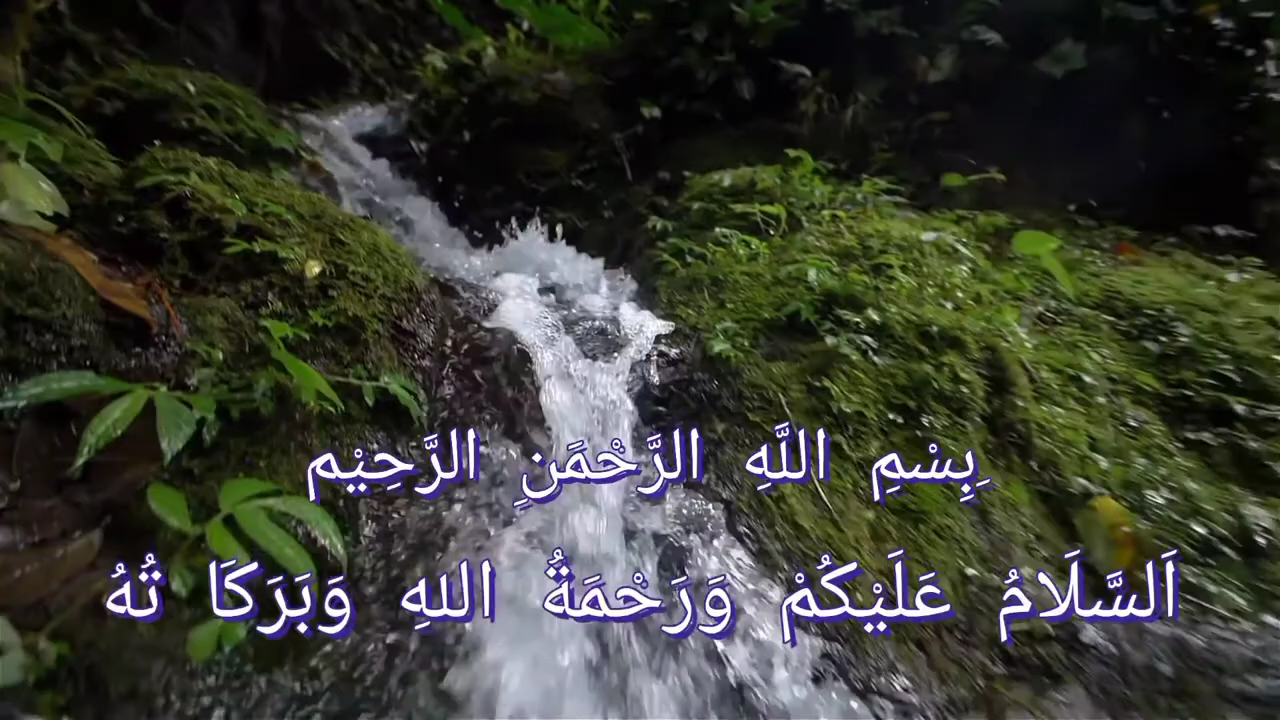 بِسْمِ اللَّهِ الرَّحْمَنِ الرَّحِيْم
اَلسَّلَامُ عَلَيْكُمْ وَرَحْمَةُ اللهِ وَبَرَكَا تُهُ